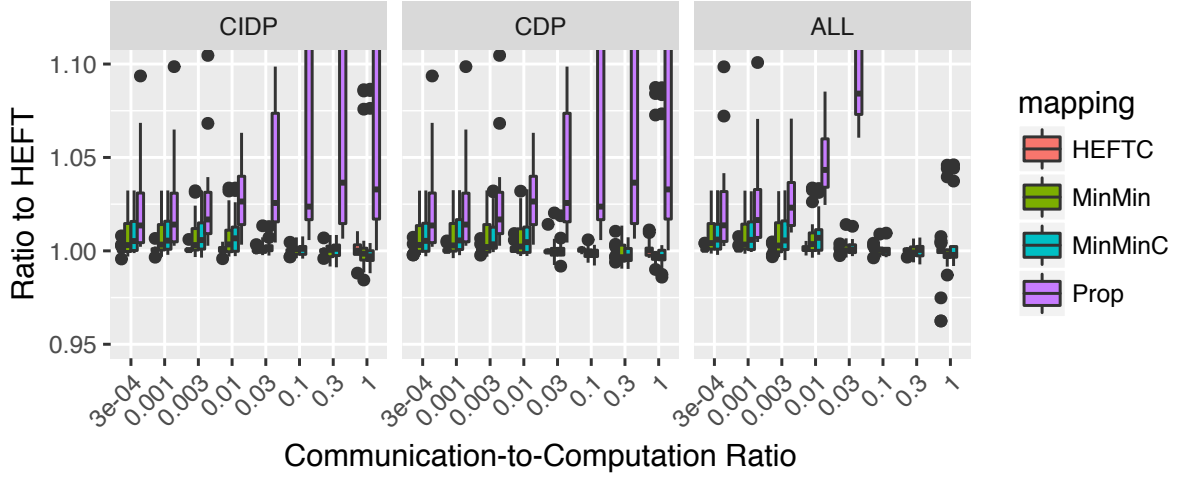 CIDP CDP ALL
Ratio to HEFT
1.10
1.05
1.00
0.95
3e-04 0.001 0.003 0.01 0.03 0.1 0.3 1
3e-04 0.001 0.003 0.01 0.03 0.1 0.3 1
3e-04 0.001 0.003 0.01 0.03 0.1 0.3 1
Communication-to-Computation Ratio
mapping
HEFTC
MinMin
MinMinC
Prop